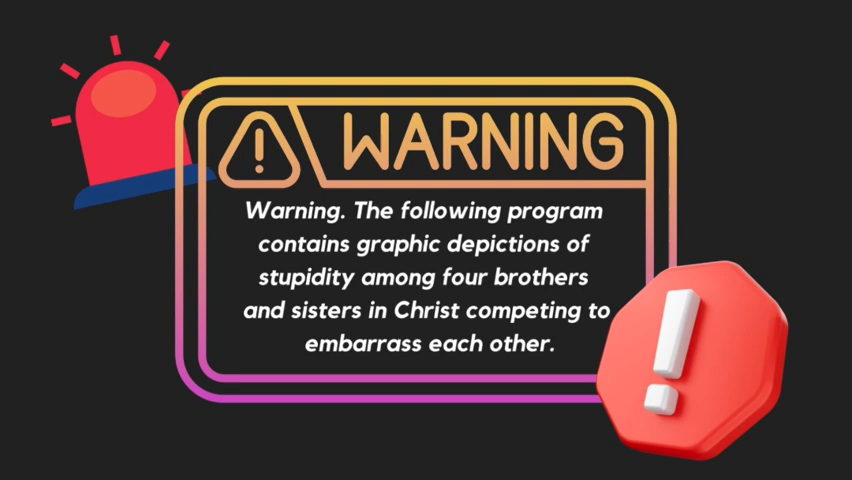 WARNING
Warning. The following program
contains graphic depictions of
stupidity among four brothers
and sisters in Christ competing to
embarrass each other.